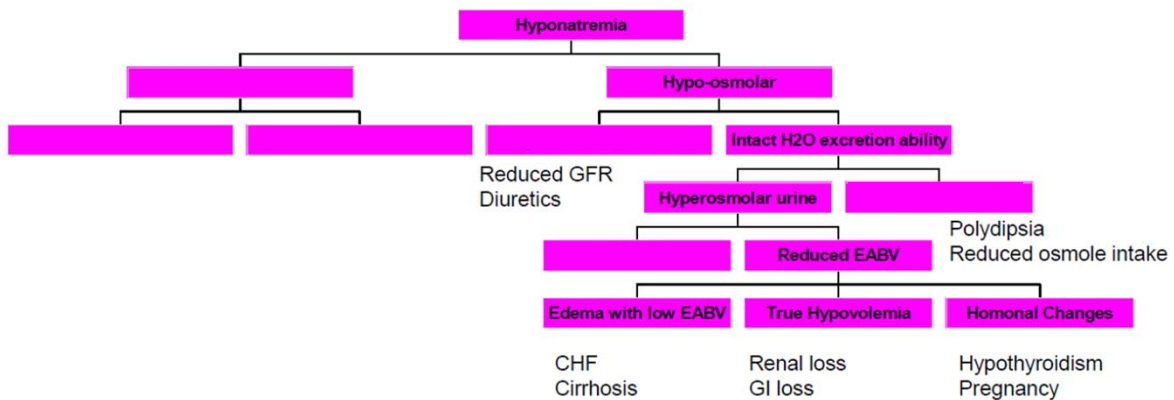 Hyponatremia
Hypo-osmolar
Intact H2O excretion ability
Reduced GFR
Diuretics
Hyperosmolar urine
Polydipsia
Reduced osmole intake
Reduced EABV
Edema with low EABV
True Hypovolemia
Homonal Changes
CHF
Cirrhosis
Renal loss
GI loss
Hypothyroidism
Pregnancy